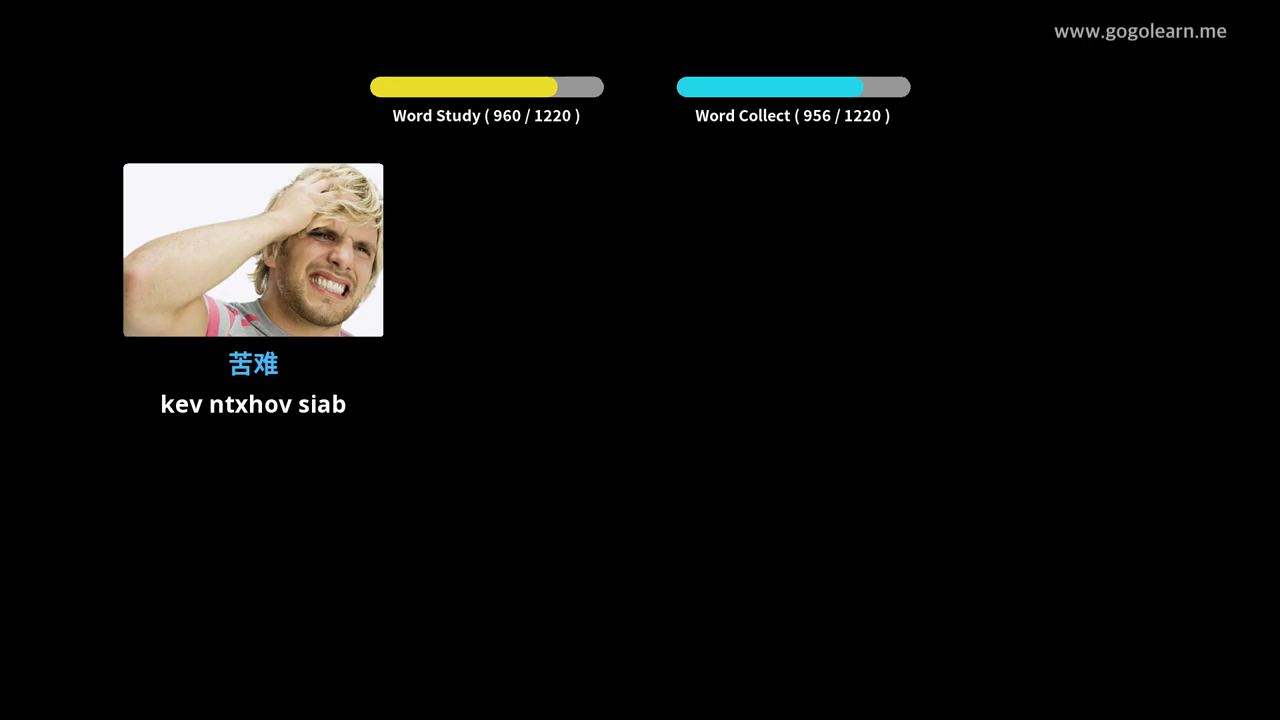 www.gogolearn.me
Word Study ( 960 / 1220 )
Word Collect ( 956 / 1220 )
苦难
kev ntxhov siab